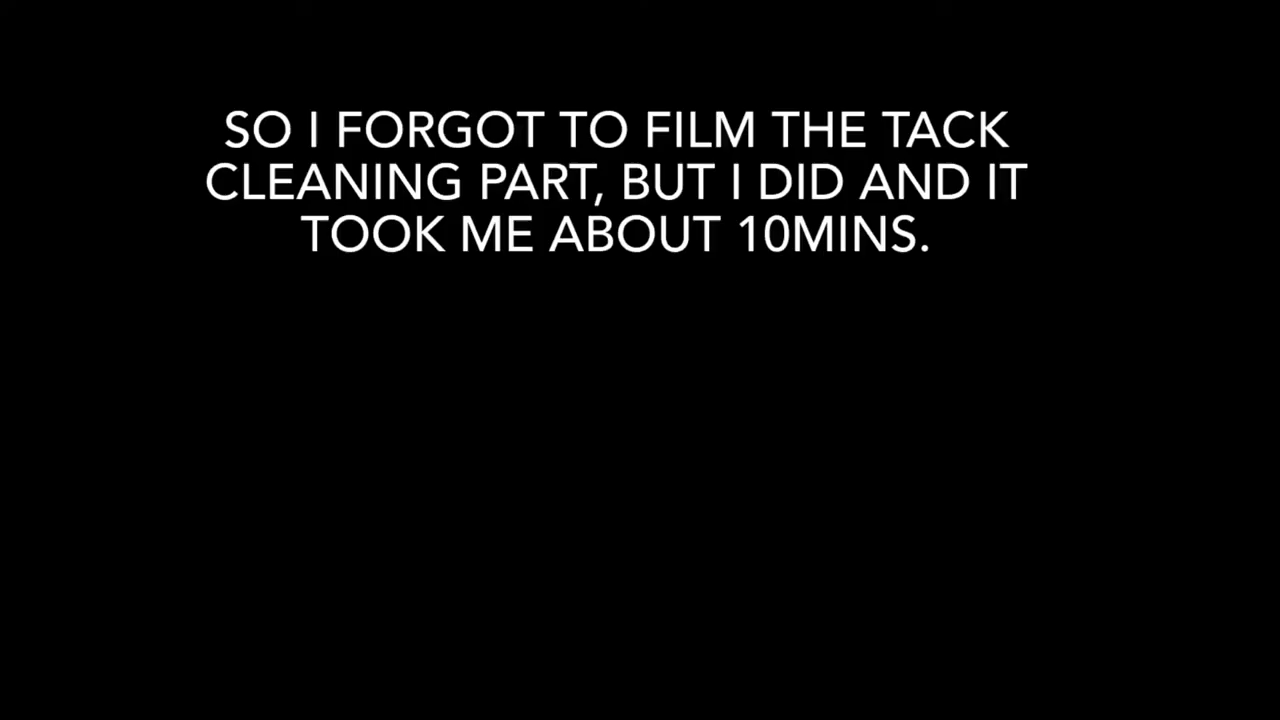 SO I FORGOT TO FILM THE TACK
CLEANING PART, BUT I DID AND IT
TOOK ME ABOUT 10MINS.